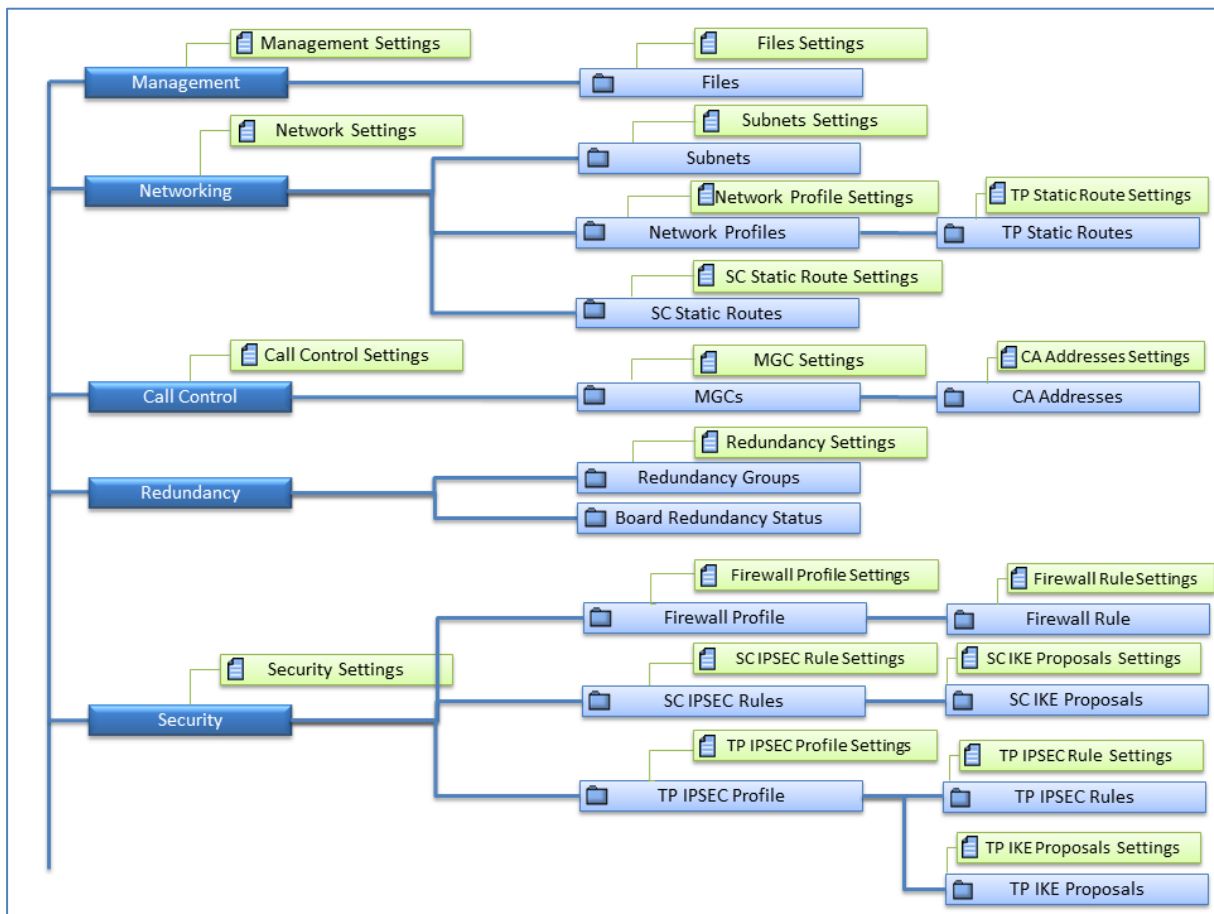 Management Settings
Files Settings
Management
Files
Network Settings
Subnets Settings
Subnets
Networking
Network Profile Settings
TP Static Route Settings
Network Profiles
TP Static Routes
SC Static Route Settings
SC Static Routes
Call Control Settings
MGC Settings
CA Addresses Settings
Call Control
MGCs
CA Addresses
Redundancy Settings
Redundancy Groups
Redundancy
Board Redundancy Status
Firewall Profile Settings
Firewall Rule Settings
Firewall Profile
Firewall Rule
Security Settings
SC IPSEC Rule Settings
SC IKE Proposals Settings
SC IPSEC Rules
SC IKE Proposals
Security
TP IPSEC Profile Settings
TP IPSEC Rule Settings
TP IPSEC Profile
TP IPSEC Rules
TP IKE Proposals Settings
TP IKE Proposals